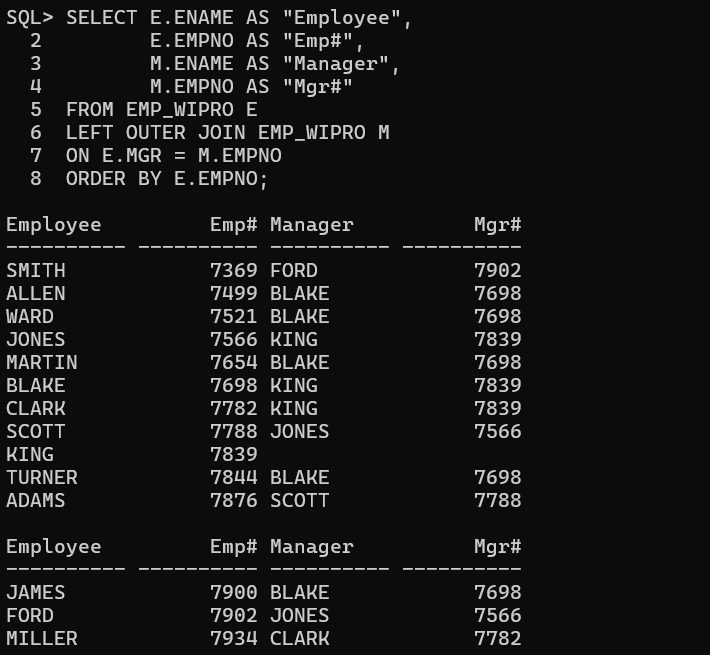 SQL> SELECT E.ENAME AS "Employee",
  2         E.EMPNO AS "Emp#",
  3         M.ENAME AS "Manager",
  4         M.EMPNO AS "Mgr#"
  5  FROM EMP_WIPRO E
  6  LEFT OUTER JOIN EMP_WIPRO M
  7  ON E.MGR = M.EMPNO
  8  ORDER BY E.EMPNO;

Employee         Emp# Manager          Mgr#
---------- ---------- ---------- ----------
SMITH            7369 FORD             7902
ALLEN            7499 BLAKE            7698
WARD             7521 BLAKE            7698
JONES            7566 KING             7839
MARTIN           7654 BLAKE            7698
BLAKE            7698 KING             7839
CLARK            7782 KING             7839
SCOTT            7788 JONES            7566
KING             7839
TURNER           7844 BLAKE            7698
ADAMS            7876 SCOTT            7788

Employee         Emp# Manager          Mgr#
---------- ---------- ---------- ----------
JAMES            7900 BLAKE            7698
FORD             7902 JONES            7566
MILLER           7934 CLARK            7782